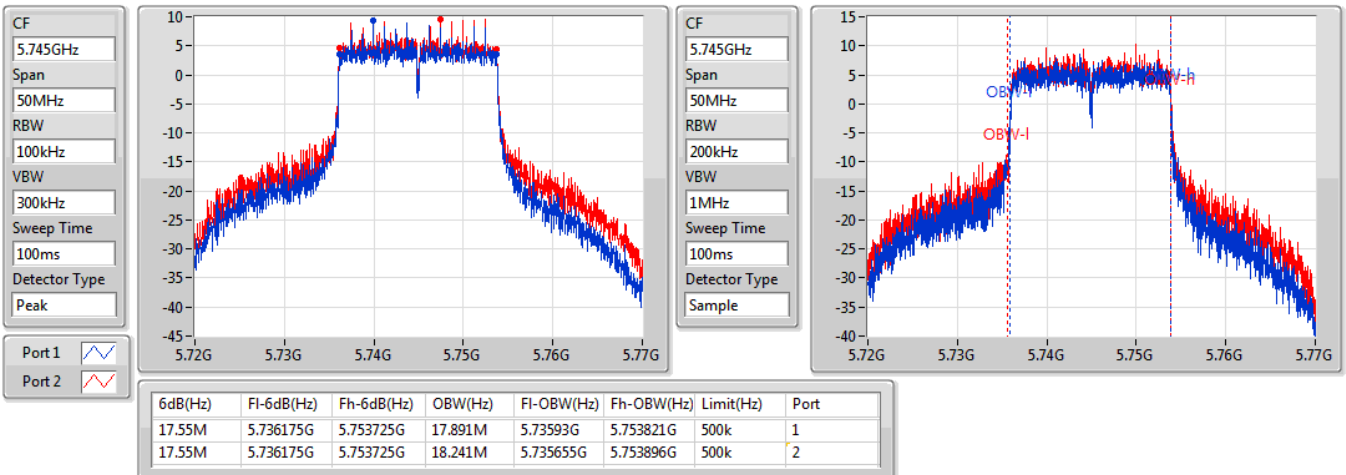 CF
5.745GHz
Span
50MHz
RBW
100kHz
VBW
300kHz
Sweep Time
100ms
Detector Type
Peak
Port 1
Port 2
10
5
0
-5
-10
-15
-20
-25
-30
-35
-40
-45
5.72G 5.73G 5.74G 5.75G 5.76G 5.77G
CF
5.745GHz
Span
50MHz
RBW
200kHz
VBW
1MHz
Sweep Time
100ms
Detector Type
Sample
15
10
5
0
-5
-10
-15
-20
-25
-30
-35
-40
OBW-h
OBW-l
5.72G 5.73G 5.74G 5.75G 5.76G 5.77G
6dB(Hz) Fl-6dB(Hz) Fh-6dB(Hz) OBW(Hz) Fl-OBW(Hz) Fh-OBW(Hz) Limit(Hz) Port
17.55M 5.736175G 5.753725G 17.891M 5.73593G 5.753821G 500k 1
17.55M 5.736175G 5.753725G 18.241M 5.735655G 5.753896G 500k 2